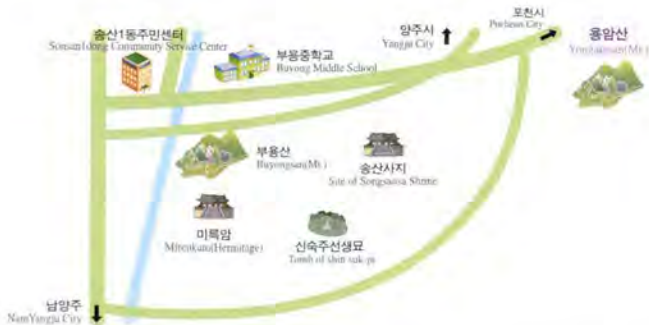 송산1동주민센터
Community Service Center
부용중학교
Buyong Middle School
양주시
Yangju City
포천시
City
용암산
부용산
Buyongsan(Mt.)
송산사지
Site of Songsansa Shrine
미륵암
(Hermitage)
신숙주선생묘
Tomb of shin suk-ju
남양주
NamYangju City